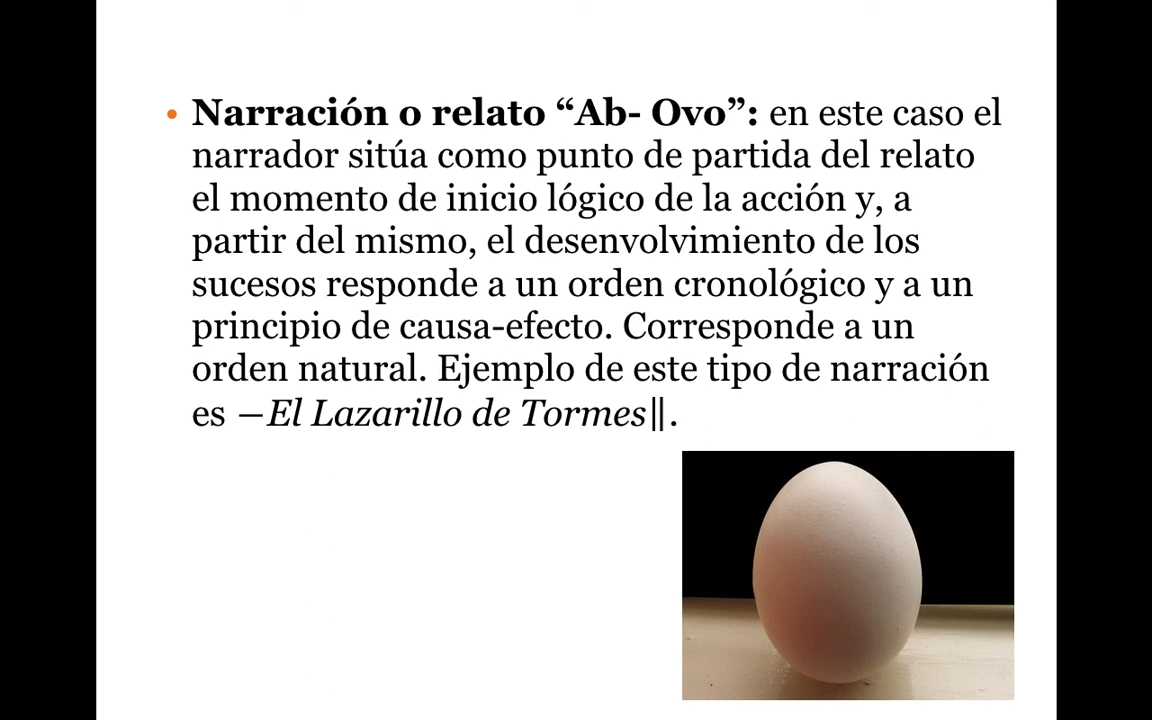 • Narración o relato “Ab- Ovo”: en este caso el
narrador sitúa como punto de partida del relato
el momento de inicio lógico de la acción y, a
partir del mismo, el desenvolvimiento de los
sucesos responde a un orden cronológico y a un
principio de causa-efecto. Corresponde a un
orden natural. Ejemplo de este tipo de narración
es ―El Lazarillo de Tormes‖.